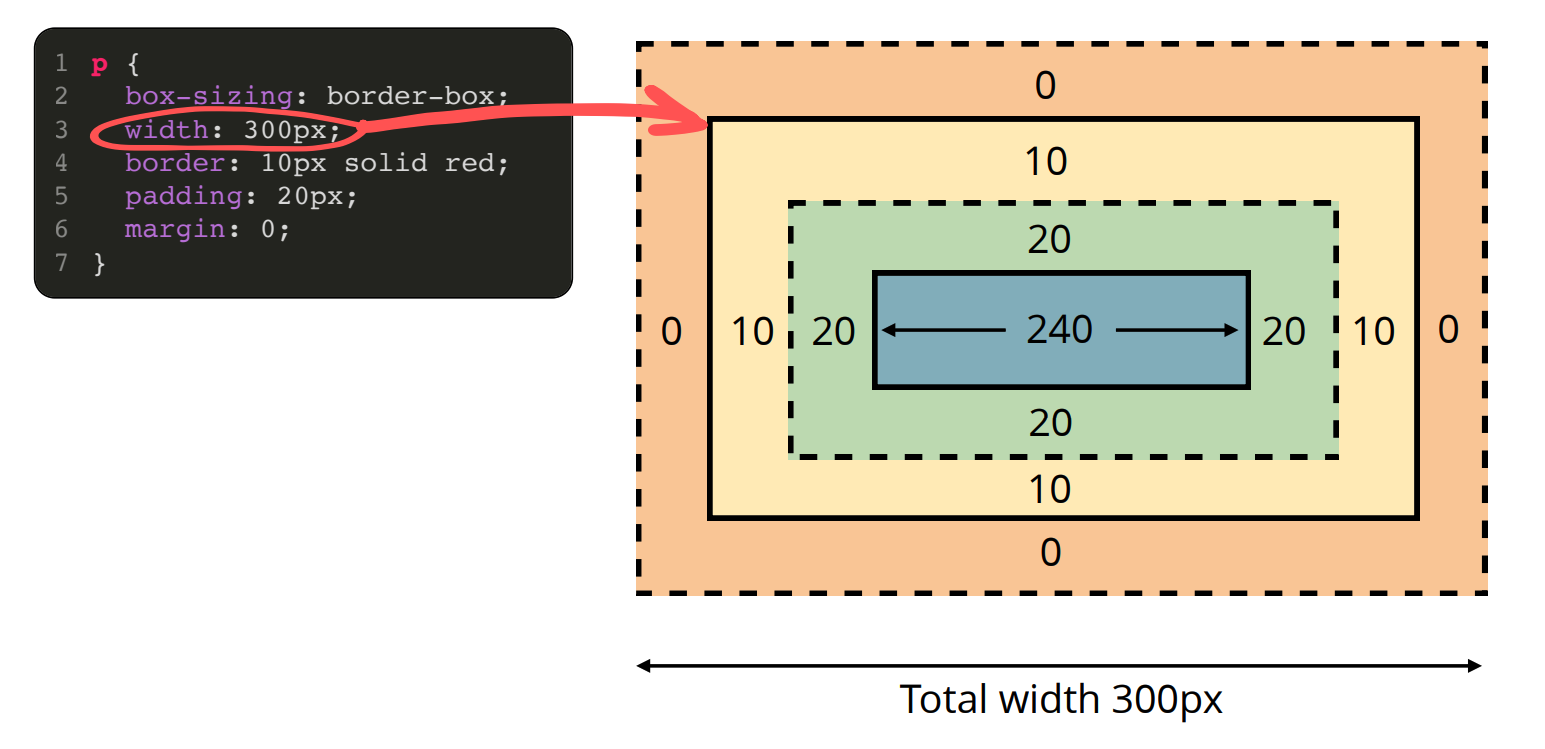 1 p {
2 box-sizing: border-box;
3 width: 300px;
4 border: 10px solid red;
5 padding: 20px;
6 margin: 0;
7 }
0
10
20
0 10 20 240 20 10 0
20
10
0
Total width 300px